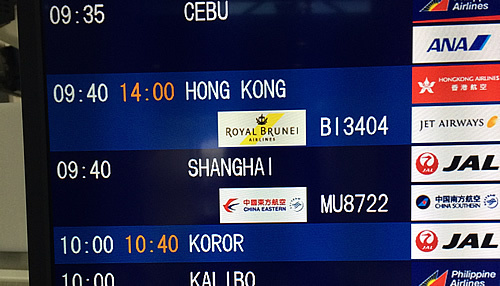 09:35 CEBU
Airlines
ANA
09:40 14:00 HONG KONG
HONGKONG AIRLINES
香港航空
ROYAL BRUNEI
AIRLINES
BI3404
JET AIRWAYS
09:40 SHANGHAI
JAL
中國東方航空
CHINA EASTERN
MU8722
中国南方航空
CHINA SOUTHERN
10:00 10:40 KOROR
JAL
10:00 KALIBO
Philippine
Airlines